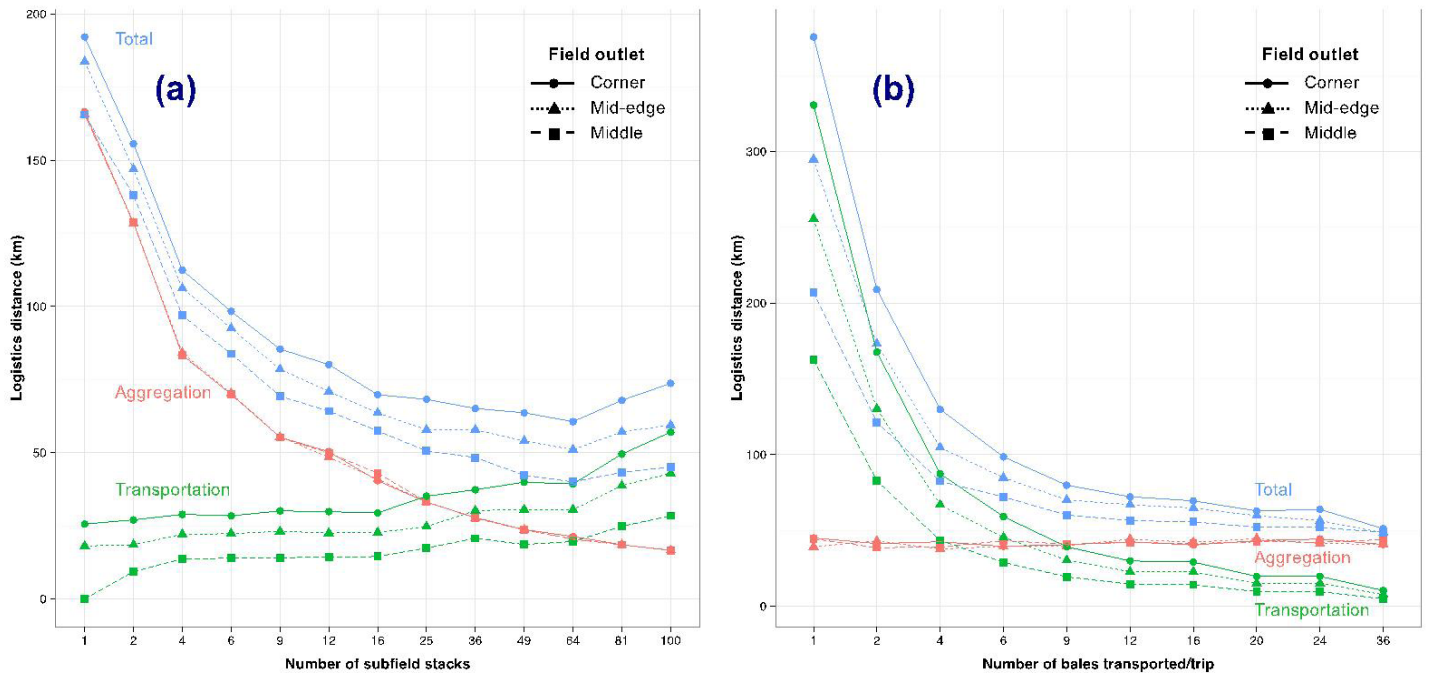 200
150
100
50
0
Logistics distance (km)
Total
(a)
Field outlet
Corner
Mid-edge
Middle
Aggregation
Transportation
1 2 4 6 9 12 16 25 36 49 64 81 100
Number of subfield stacks
300
200
100
0
Logistics distance (km)
(b)
Field outlet
Corner
Mid-edge
Middle
Total
Aggregation
Transportation
1 2 4 6 9 12 16 20 24 36
Number of bales transported/trip